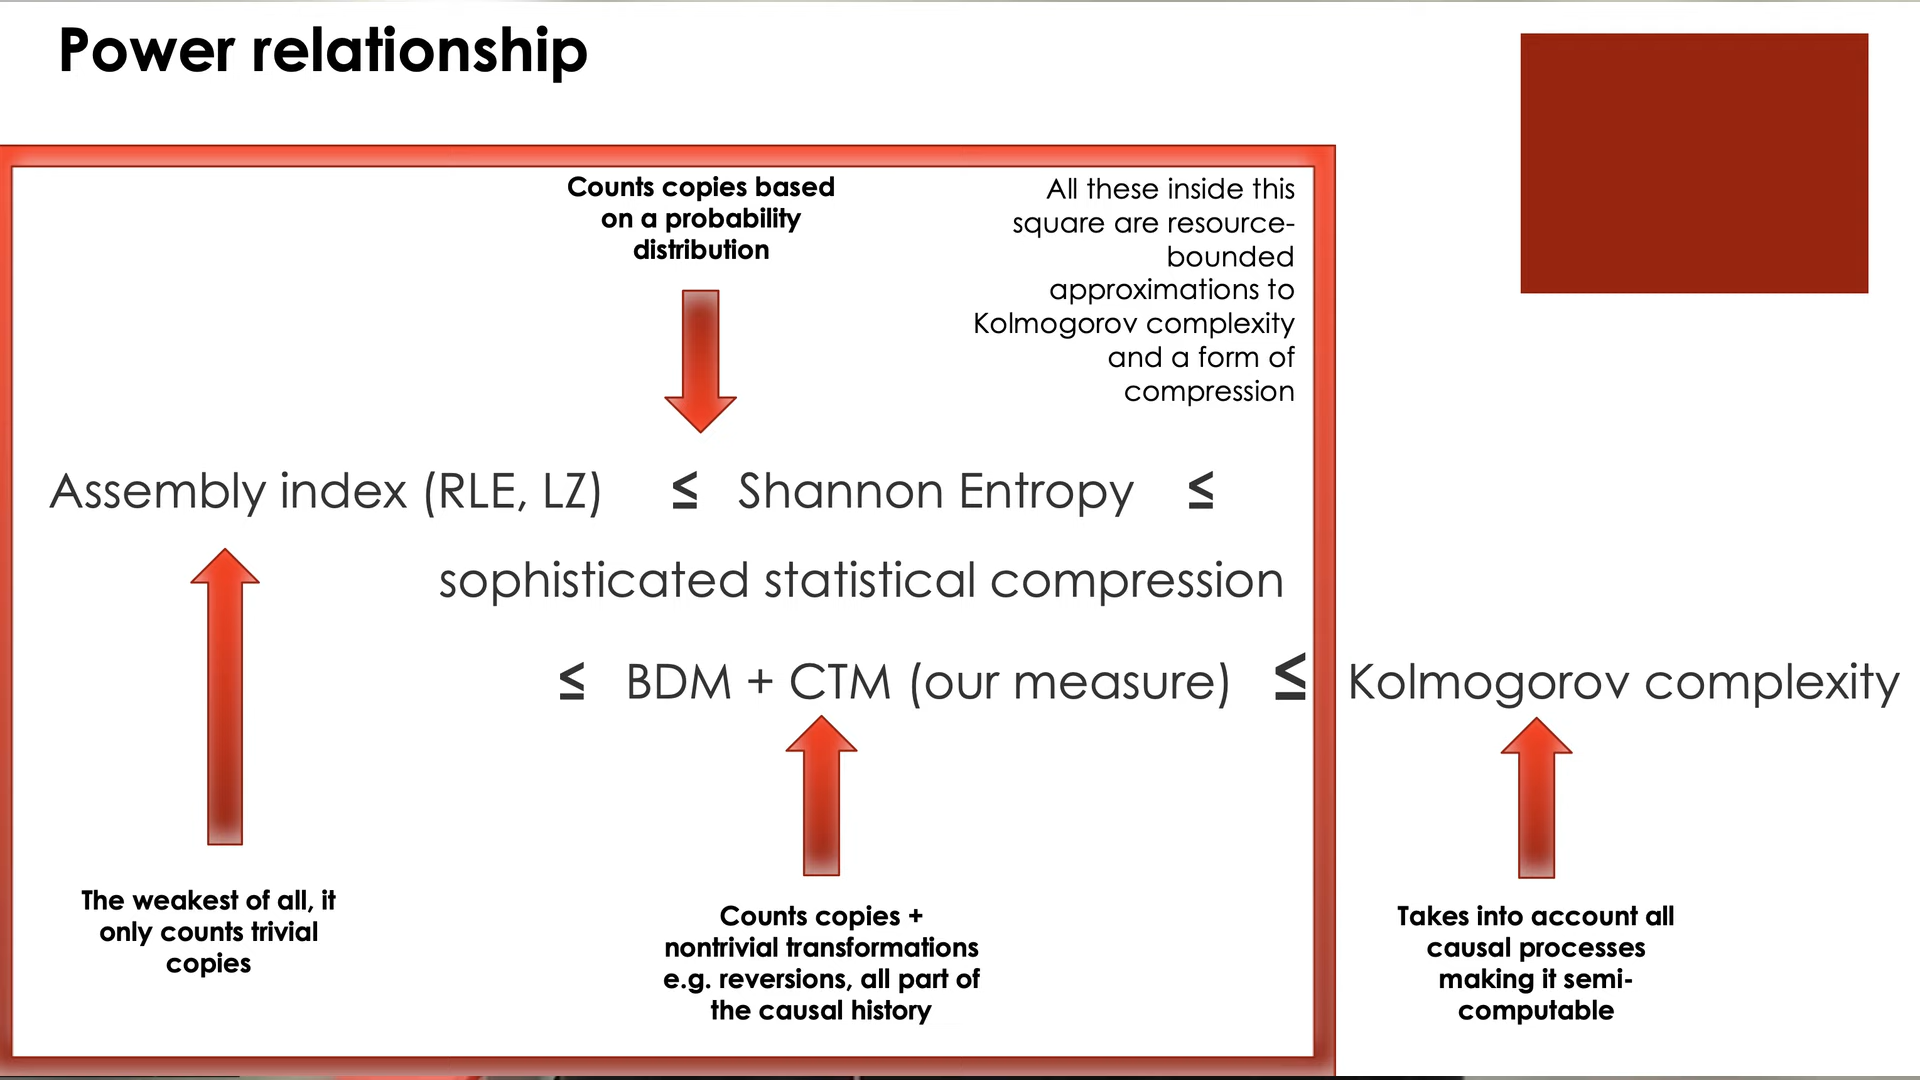 Power relationship
Counts copies based
on a probability
distribution
All these inside this
square are resource-
bounded
approximations to
Kolmogorov complexity
and a form of
compression
Assembly index (RLE, LZ) ≤ Shannon Entropy ≤
sophisticated statistical compression
≤ BDM + CTM (our measure) ≤ Kolmogorov complexity
The weakest of all, it
only counts trivial
copies
Counts copies +
nontrivial transformations
e.g. reversions, all part of
the causal history
Takes into account all
causal processes
making it semi-
computable